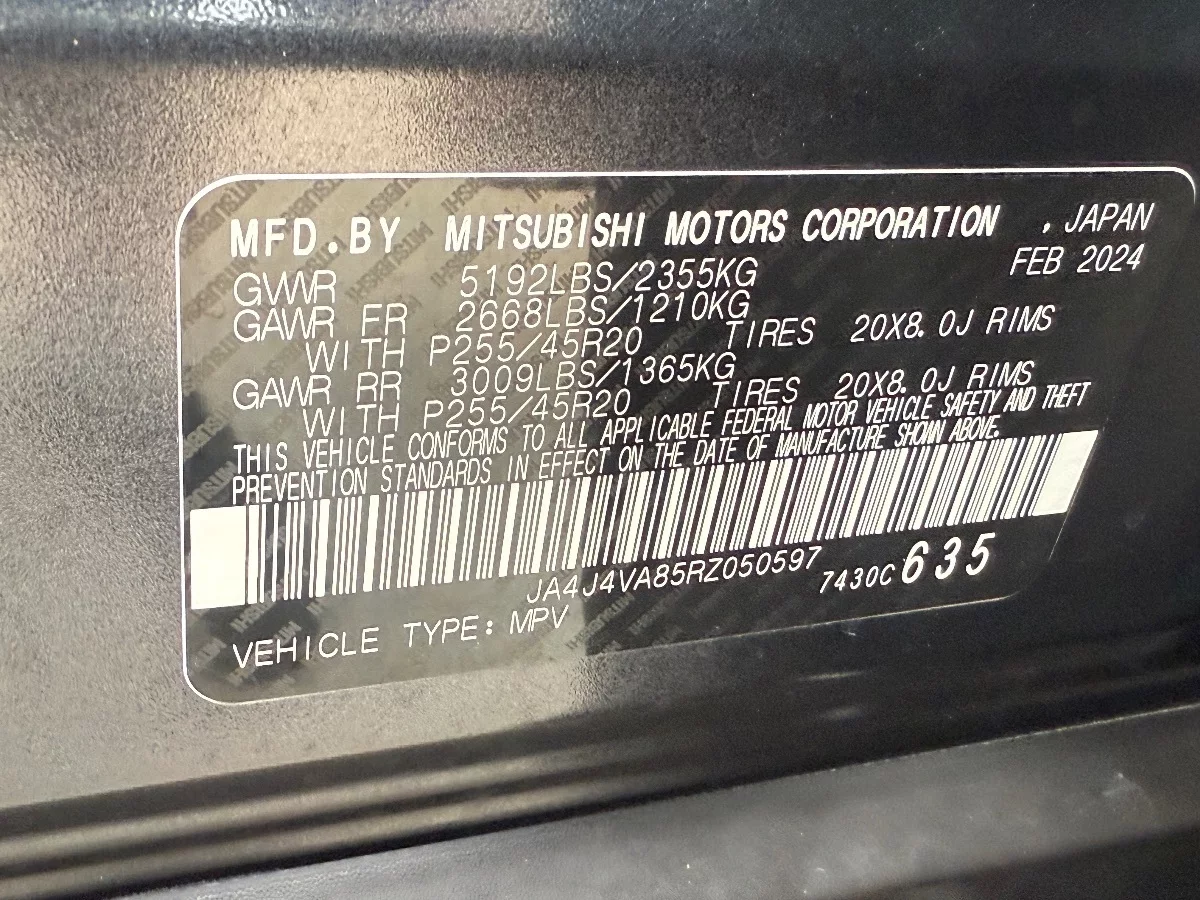 MFD.BY MITSUBISHI MOTORS CORPORATION , JAPAN
FEB 2024
GVWR 5192LBS/2355KG
GAWR FR 2668LBS/1210KG
WITH P255/45R20 TIRES 20X8.0J RIMS
GAWR RR 3009LBS/1365KG
WITH P255/45R20 TIRES 20X8.0J RIMS
THIS VEHICLE CONFORMS TO ALL APPLICABLE FEDERAL MOTOR VEHICLE SAFETY AND THEFT
PREVENTION STANDARDS IN EFFECT ON THE DATE OF MANUFACTURE SHOWN ABOVE.
JA4J4VA85RZ050597 7430C 635
VEHICLE TYPE: MPV